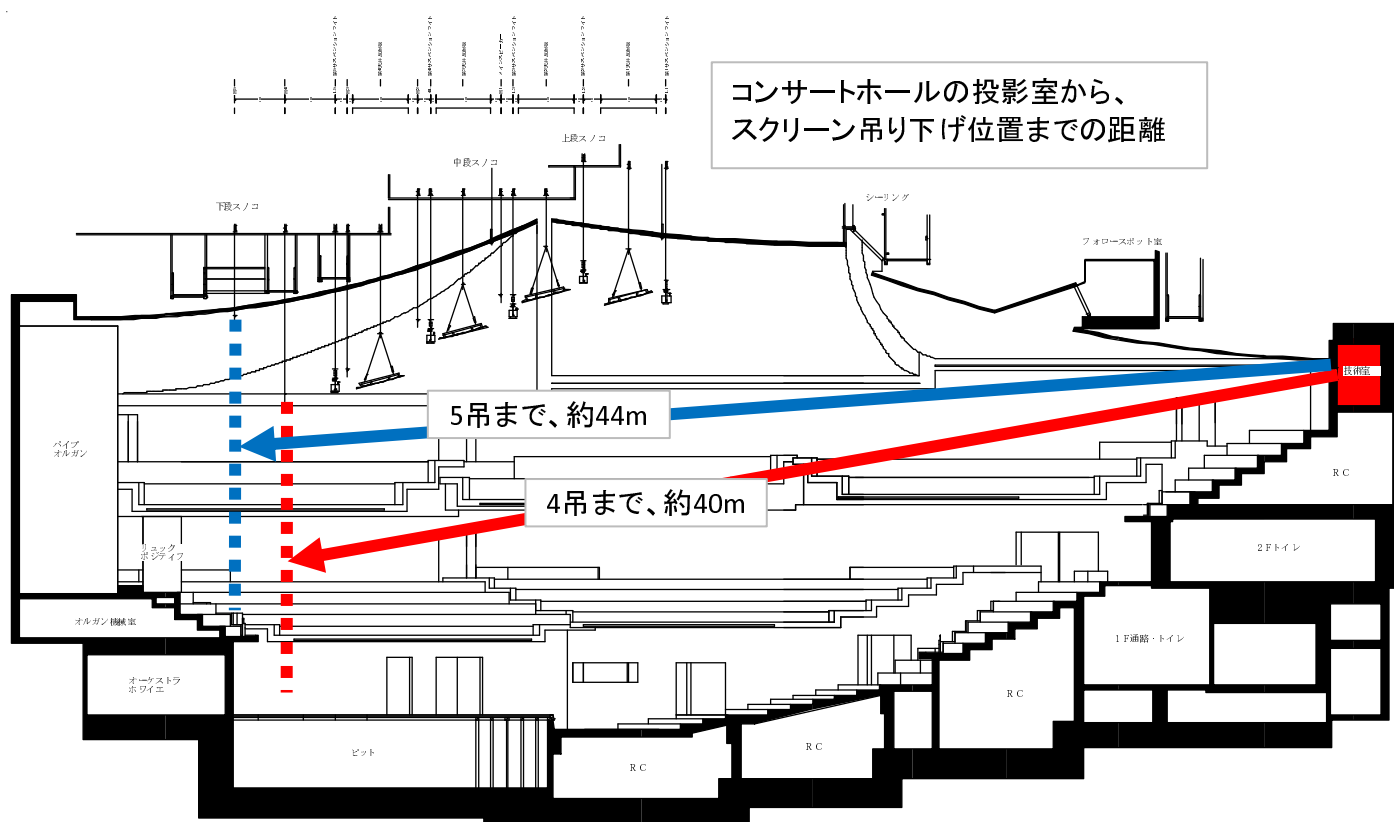 コンサートホールの投影室から、
スクリーン吊り下げ位置までの距離
上段スノコ
中段スノコ
下段スノコ
シーリング
フォロースポット室
技術室
5吊まで、約44m
4吊まで、約40m
パイプ
オルガン
リュック
ポジティフ
オルガン機械室
オーケストラ
ホワイエ
ピット
RC
RC
RC
RC
2Fトイレ
1F通路・トイレ